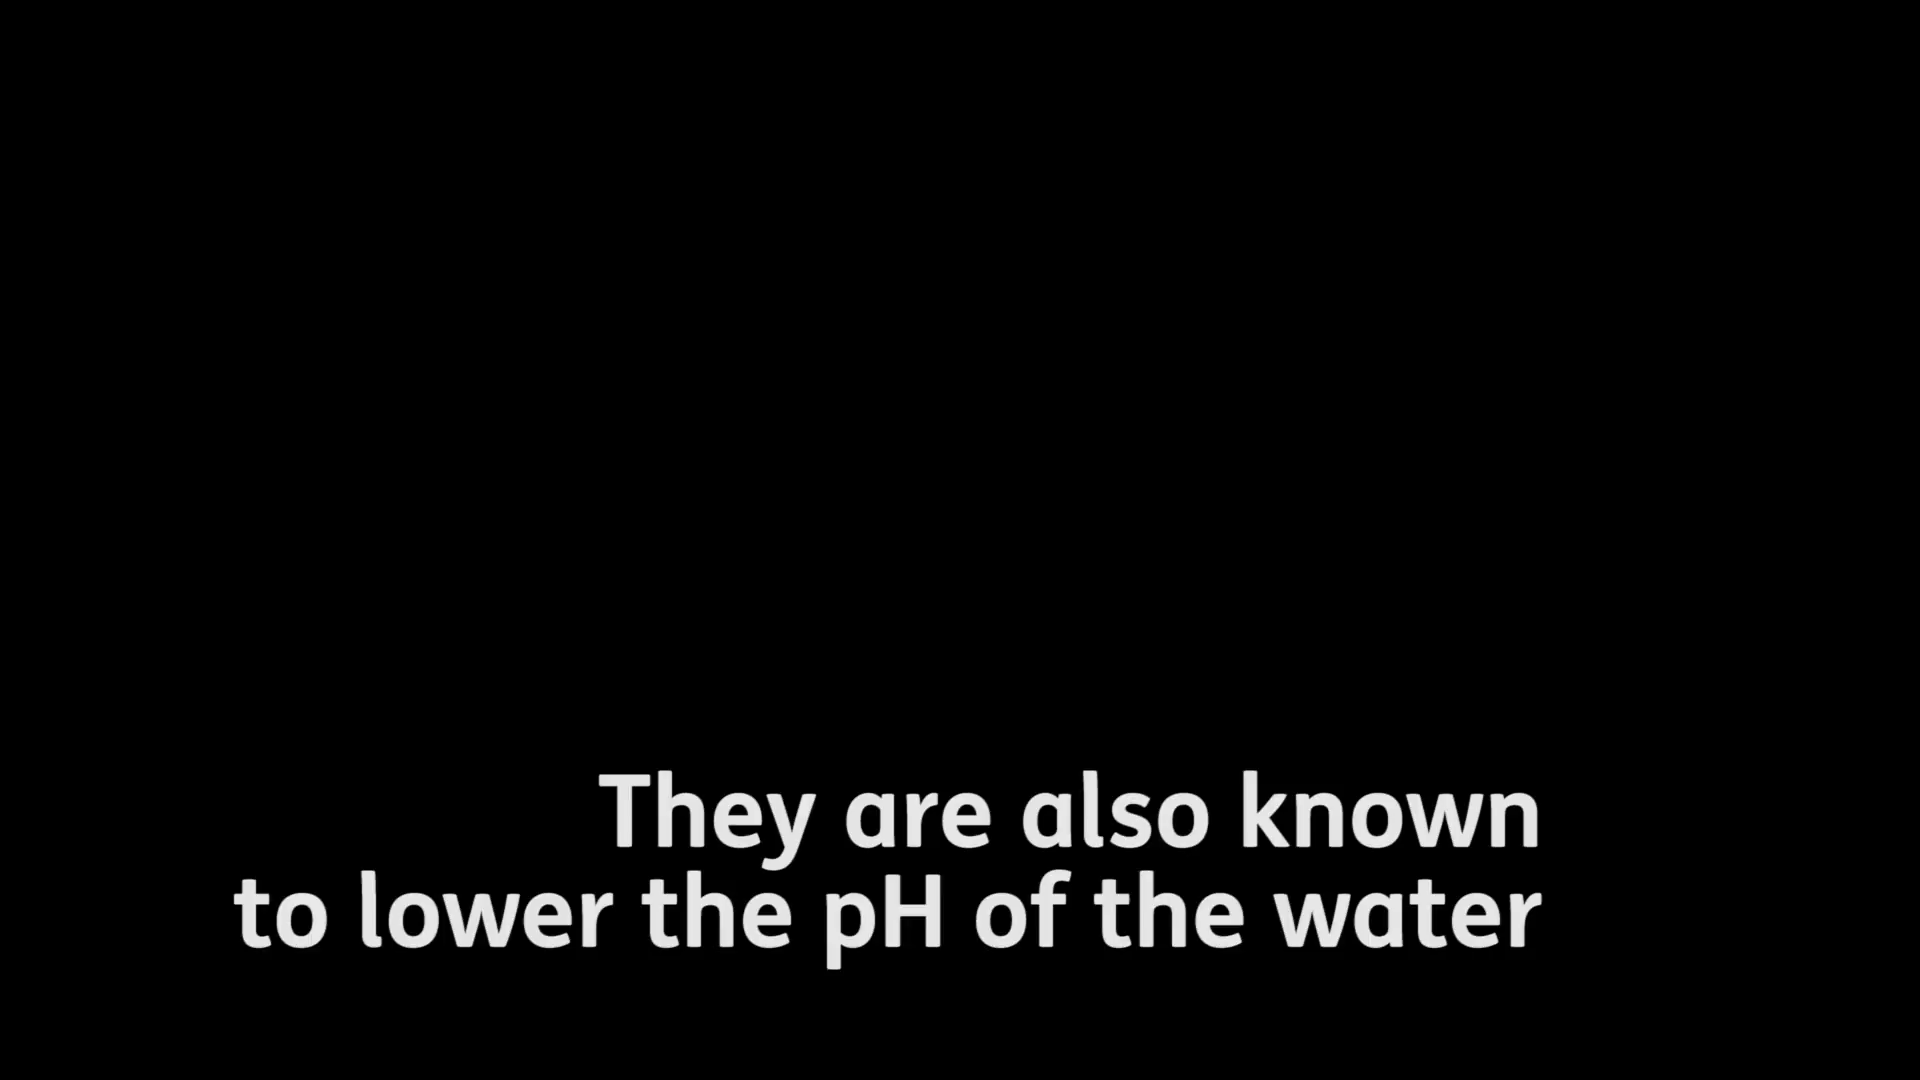 They are also known
to lower the pH of the water